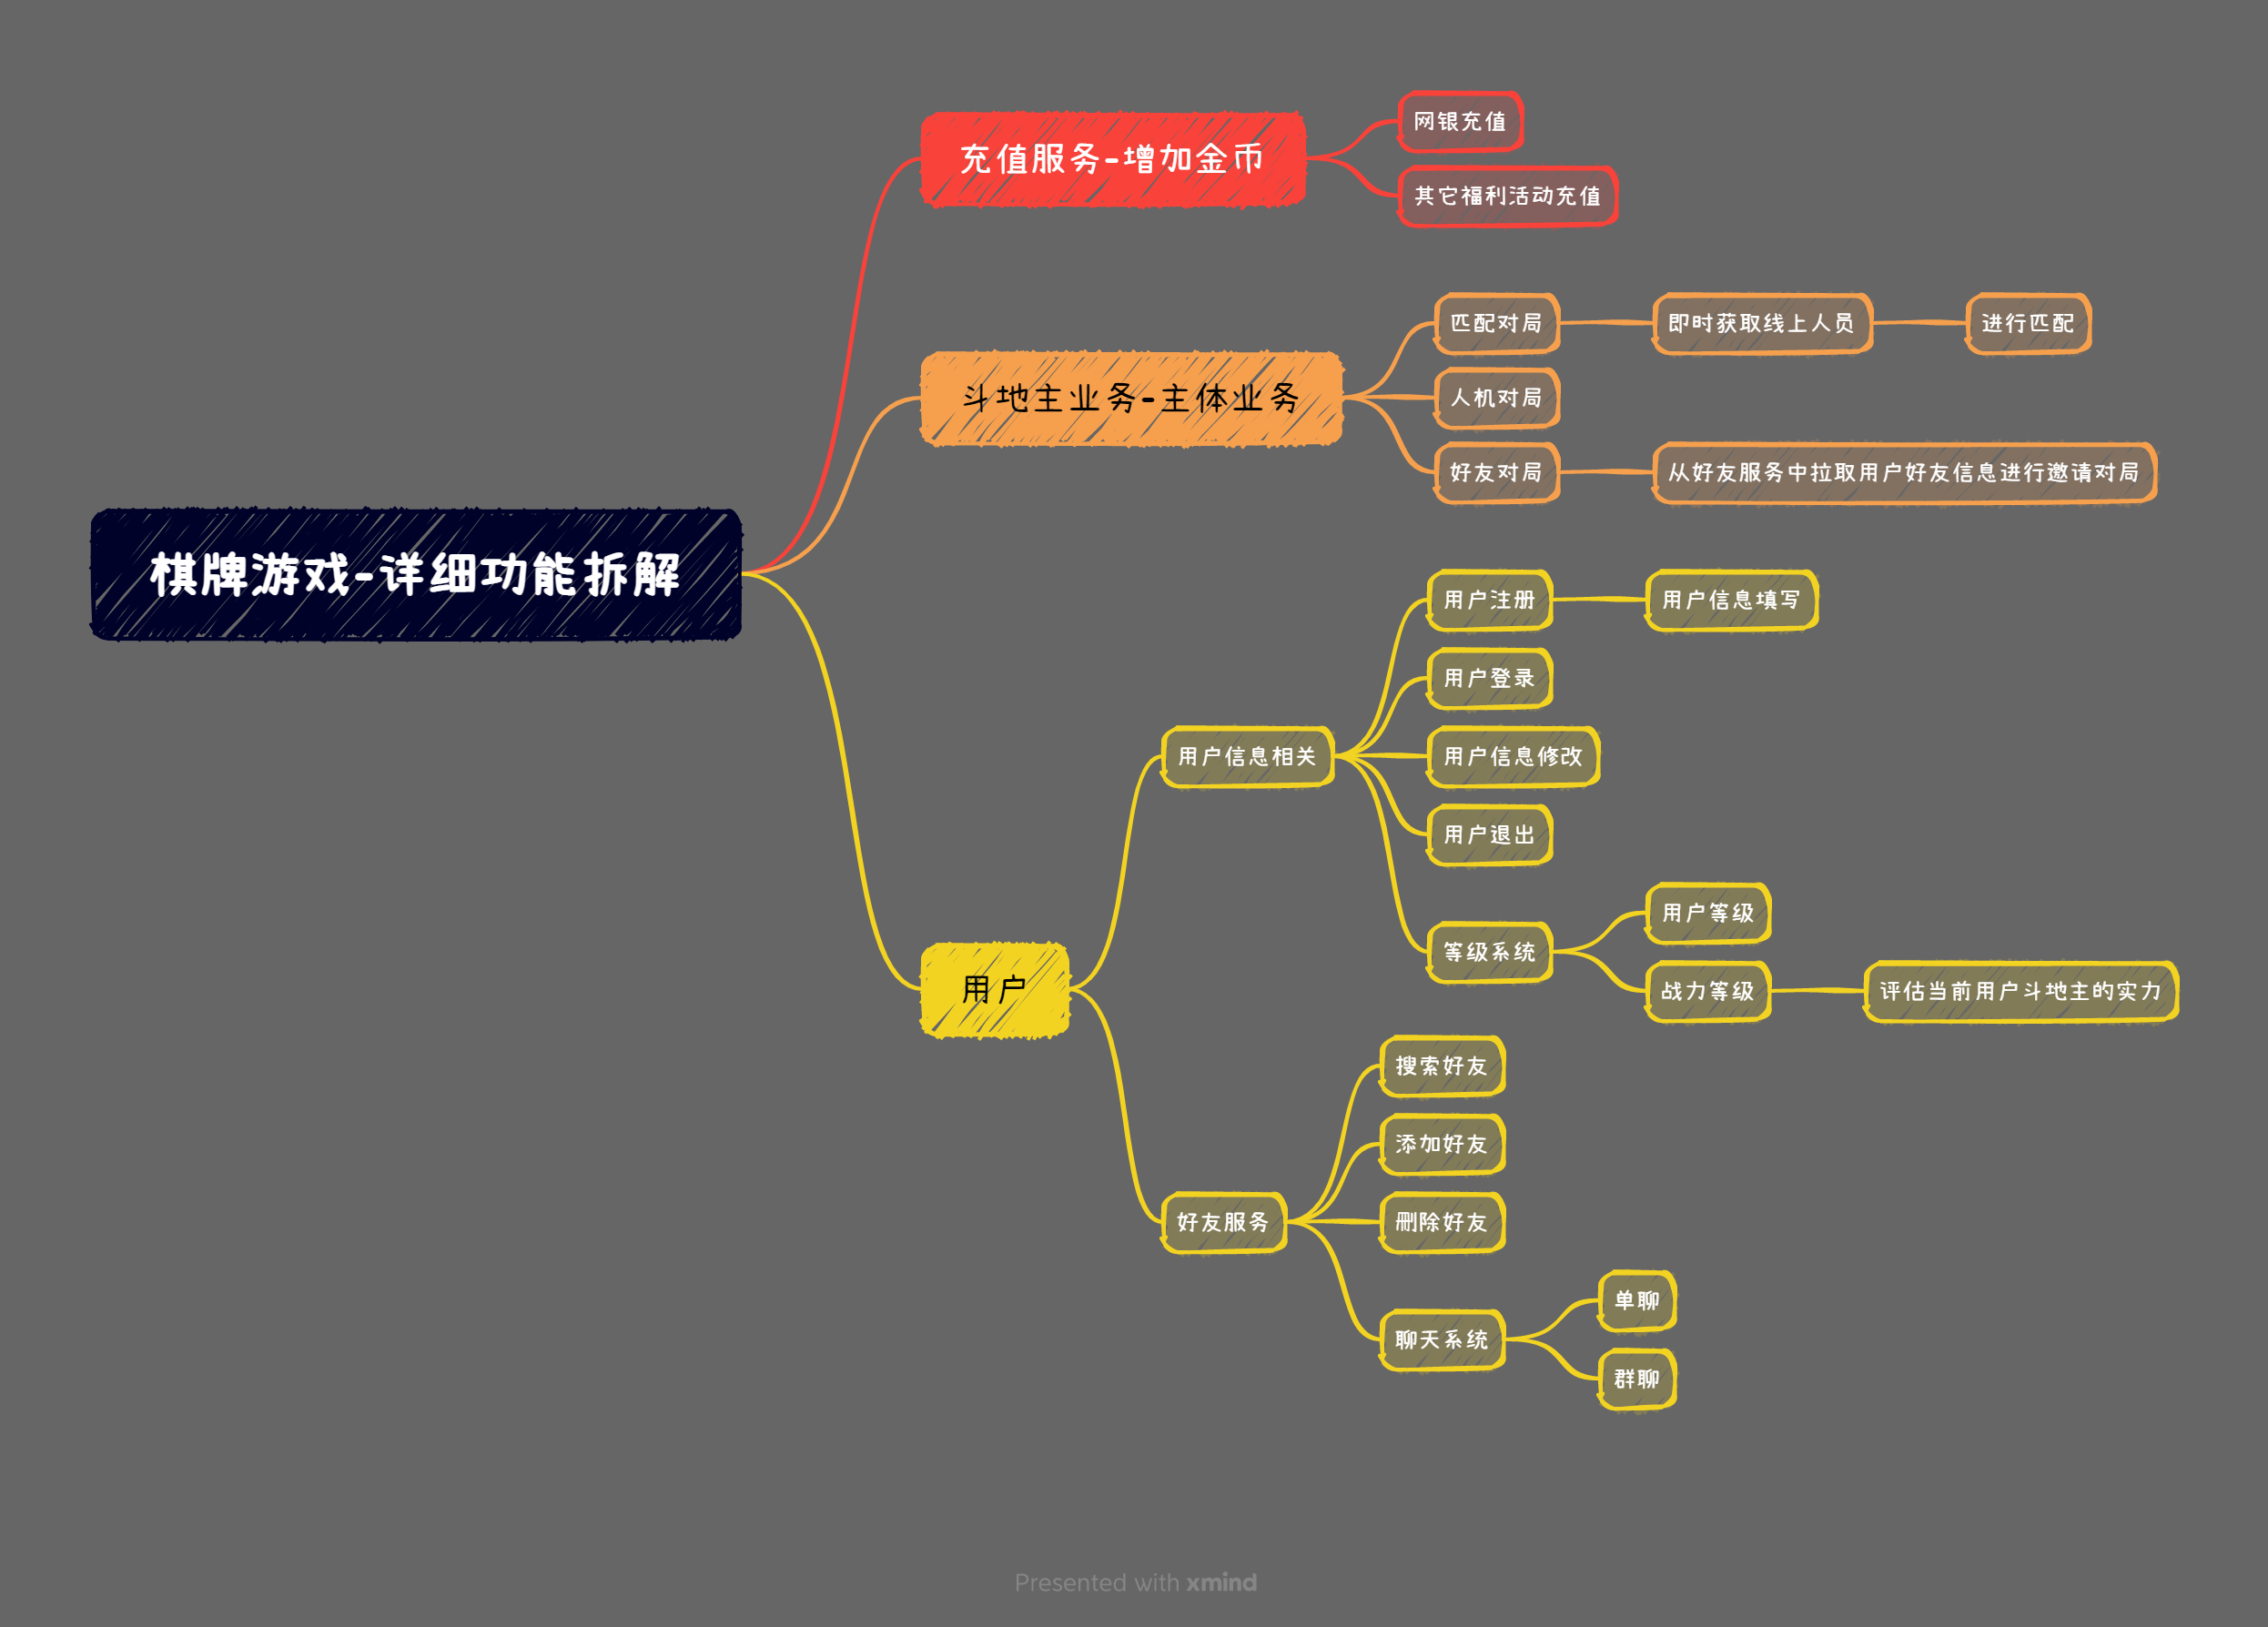 棋牌游戏-详细功能拆解
充值服务-增加金币
网银充值
其它福利活动充值
斗地主业务-主体业务
匹配对局
即时获取线上人员
进行匹配
人机对局
好友对局
从好友服务中拉取用户好友信息进行邀请对局
用户
用户信息相关
用户注册
用户信息填写
用户登录
用户信息修改
用户退出
等级系统
用户等级
战力等级
评估当前用户斗地主的实力
好友服务
搜索好友
添加好友
删除好友
聊天系统
单聊
群聊
Presented with xmind